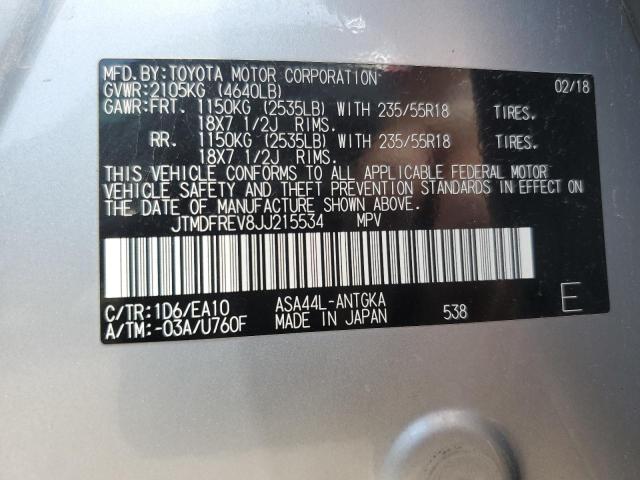 MFD.BY:TOYOTA MOTOR CORPORATION 02/18
GVWR:2105KG (4640LB)
GAWR:FRT. 1150KG (2535LB) WITH 235/55R18 TIRES.
18X7 1/2J RIMS.
RR. 1150KG (2535LB) WITH 235/55R18 TIRES.
18X7 1/2J RIMS.
THIS VEHICLE CONFORMS TO ALL APPLICABLE FEDERAL MOTOR
VEHICLE SAFETY AND THEFT PREVENTION STANDARDS IN EFFECT ON
THE DATE OF MANUFACTURE SHOWN ABOVE.
JTMDFREV8JJ215534 MPV
C/TR:1D6/EA10 ASA44L-ANTGKA
A/TM:-03A/U760F MADE IN JAPAN 538 E